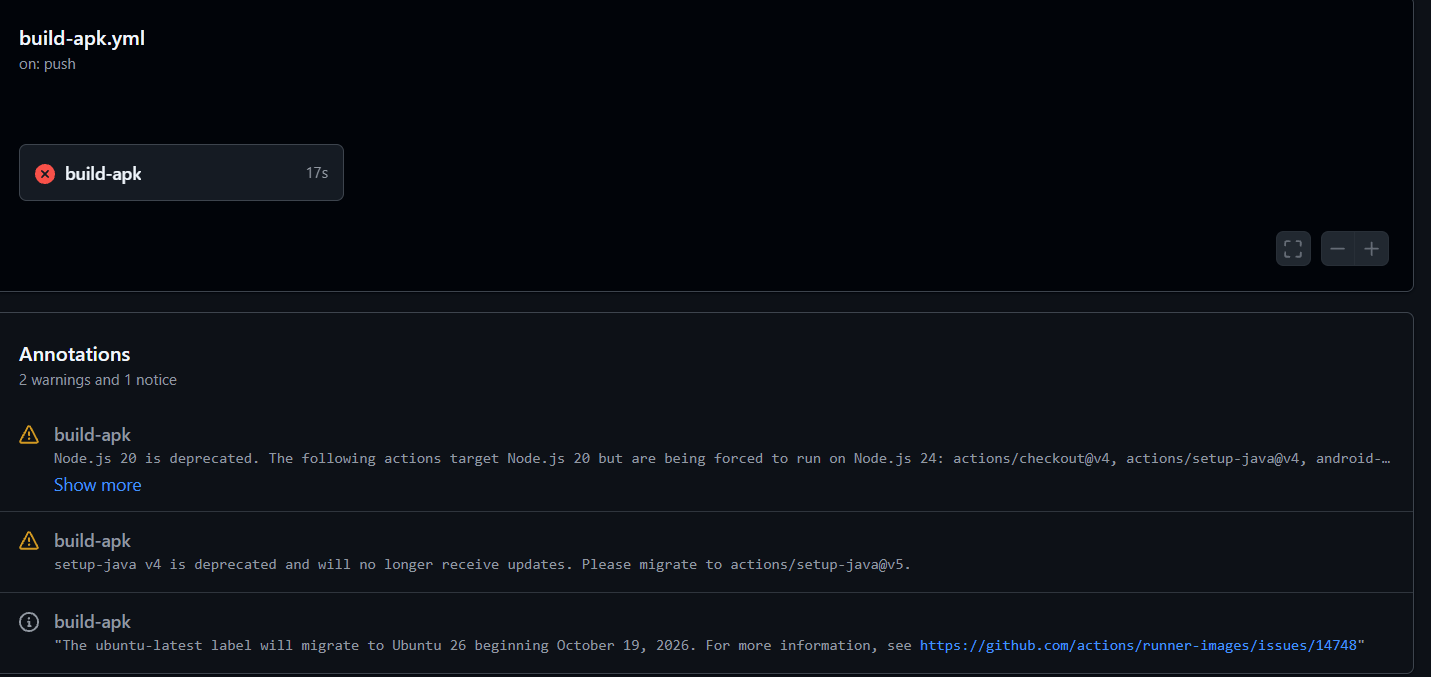 build-apk.yml
on: push
build-apk
17s
Annotations
2 warnings and 1 notice
build-apk
Node.js 20 is deprecated. The following actions target Node.js 20 but are being forced to run on Node.js 24: actions/checkout@v4, actions/setup-java@v4, android-…
Show more
build-apk
setup-java v4 is deprecated and will no longer receive updates. Please migrate to actions/setup-java@v5.
build-apk
"The ubuntu-latest label will migrate to Ubuntu 26 beginning October 19, 2026. For more information, see https://github.com/actions/runner-images/issues/14748"